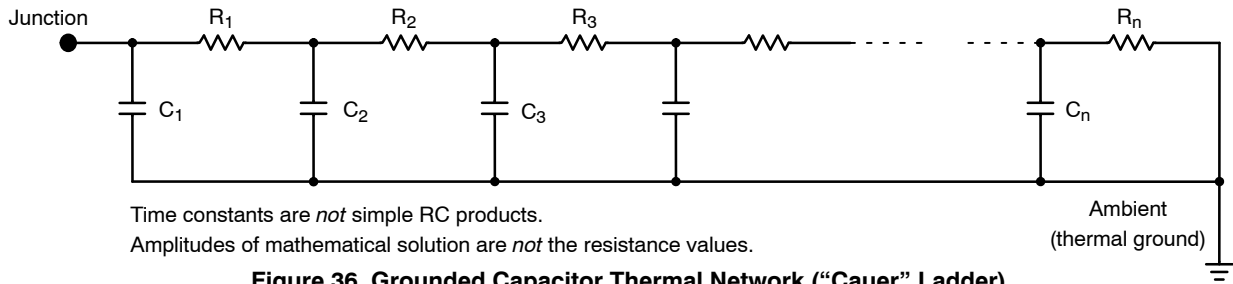 Junction
R1
R2
R3
Rn
C1
C2
C3
Cn
Time constants are not simple RC products.
Amplitudes of mathematical solution are not the resistance values.
Ambient
(thermal ground)
Figure 36. Grounded Capacitor Thermal Network (“Cauer” Ladder)